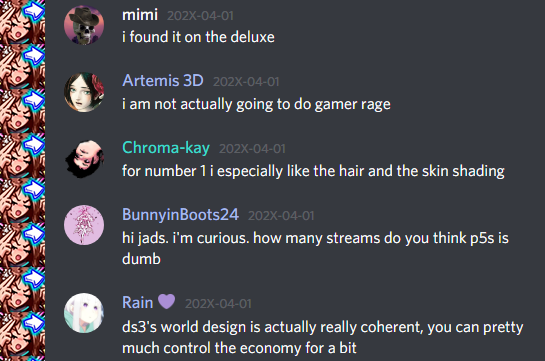 mimi 202X-04-01
i found it on the deluxe
Artemis 3D 202X-04-01
i am not actually going to do gamer rage
Chroma-kay 202X-04-01
for number 1 i especially like the hair and the skin shading
BunnyinBoots24 202X-04-01
hi jads. i'm curious. how many streams do you think p5s is
dumb
Rain 💜 202X-04-01
ds3's world design is actually really coherent, you can pretty
much control the economy for a bit